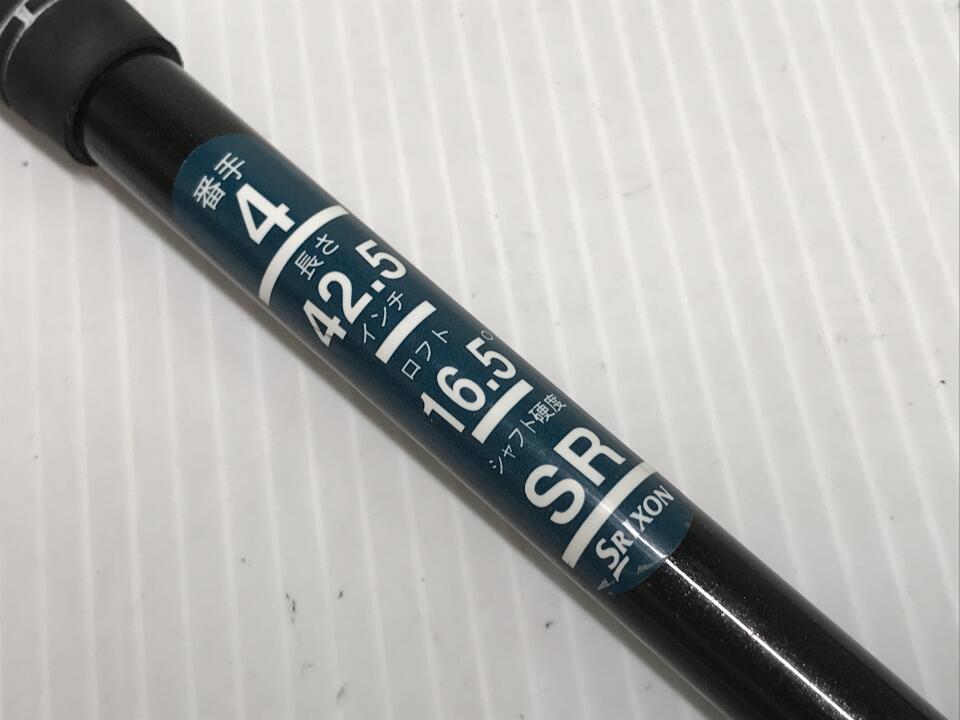 番手
4
長さ
42.5
インチ
ロフト
16.5°
シャフト硬度
SR
SRIXON